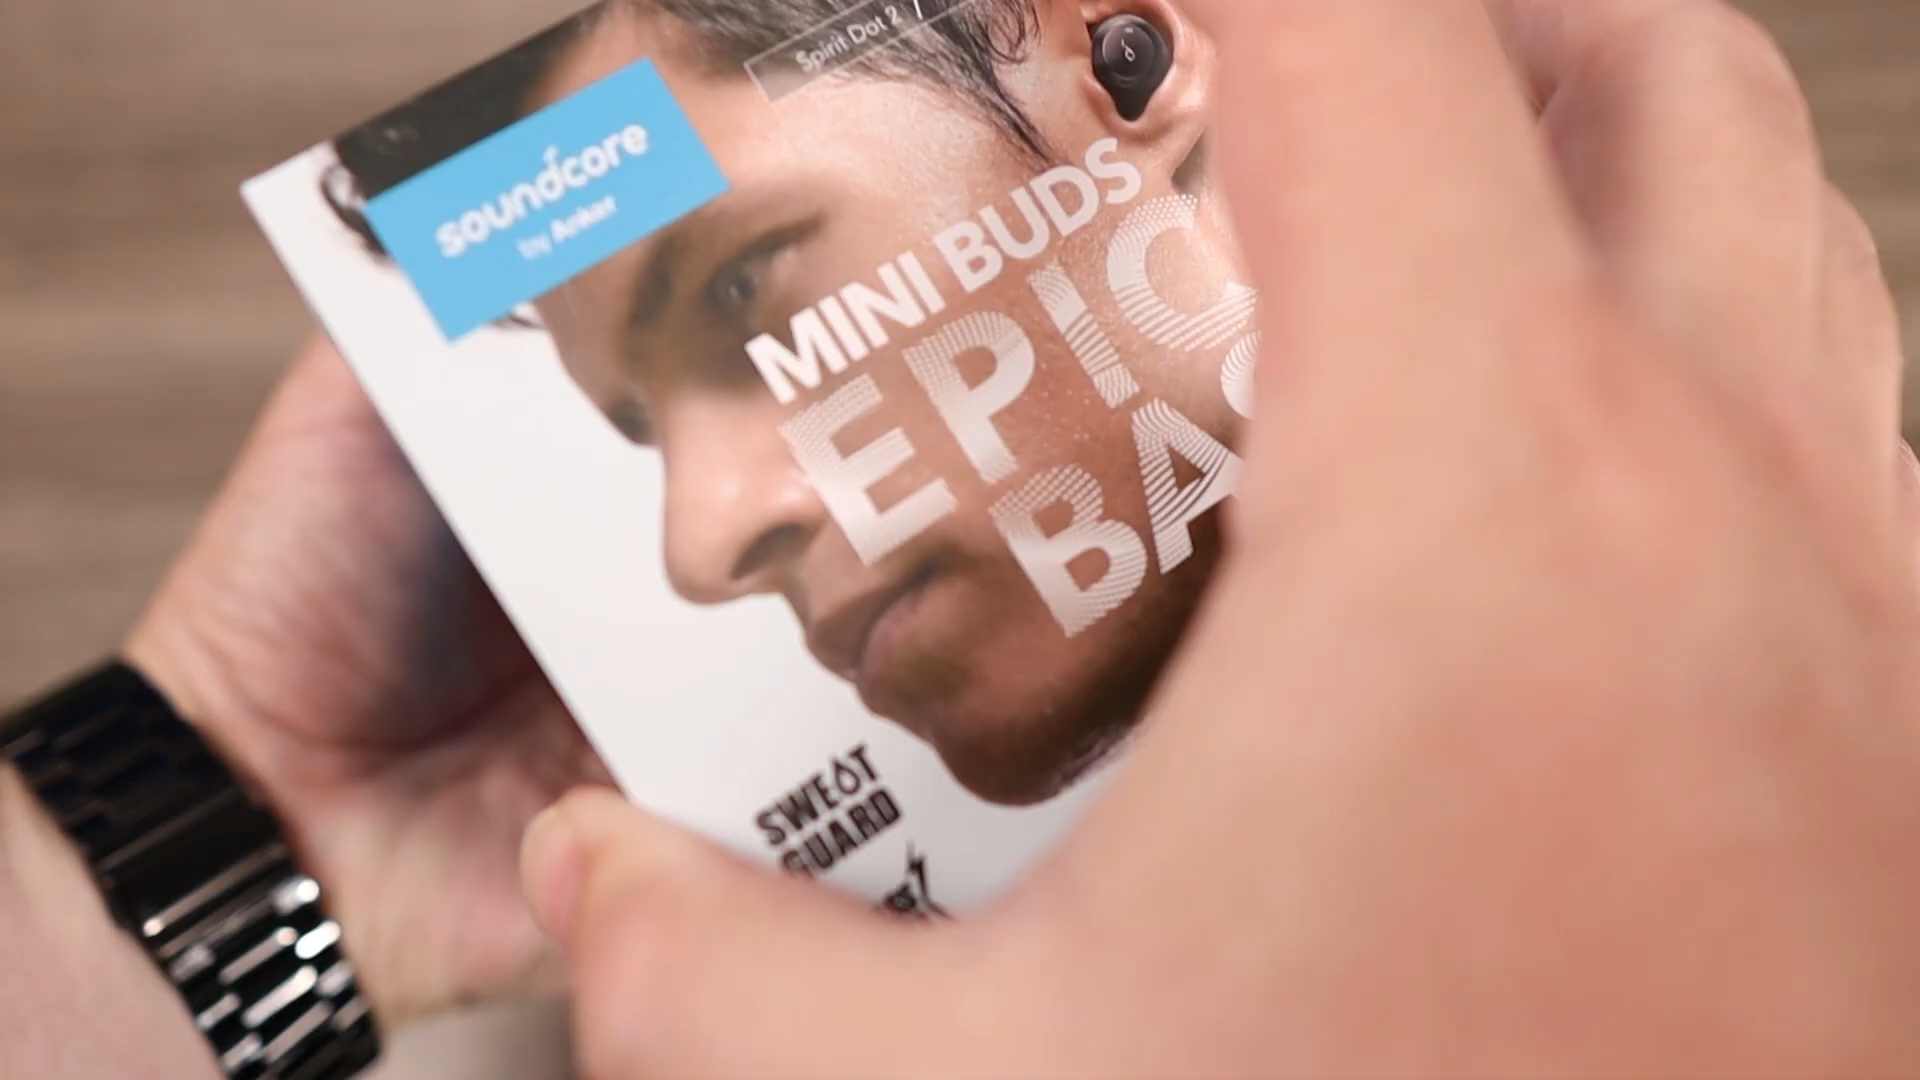 Spirit Dot 2 /
soundcore
by Anker
MINI BUDS
EPIC
BA
SWEAT
GUARD